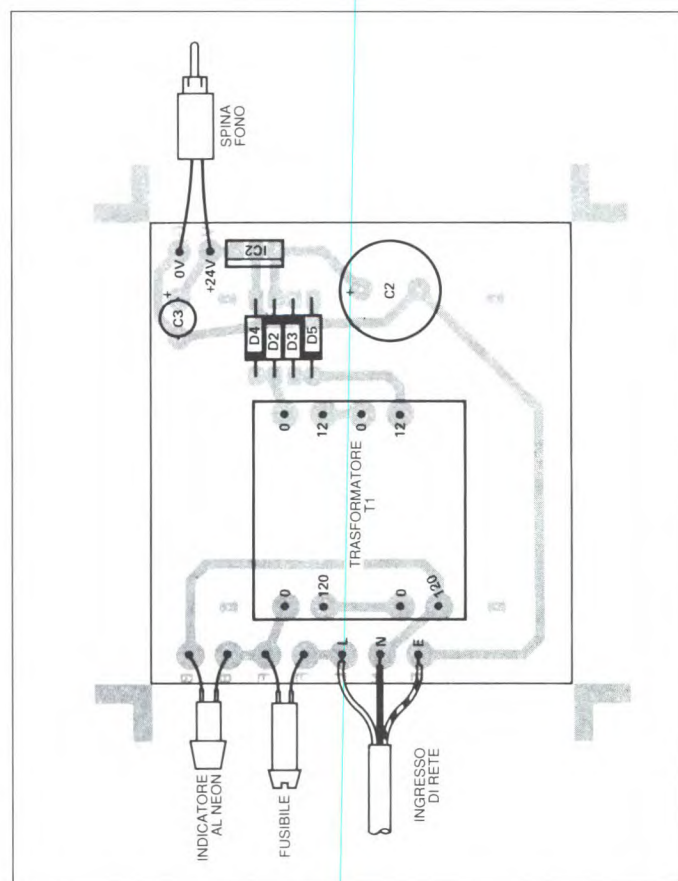 SPINA
FONO
0V
+24V
IC2
+
C3
+
C2
D4
D2
D3
D5
0
12
0
12
TRASFORMATORE
T1
0
120
0
120
L
N
E
INDICATORE
AL NEON
FUSIBILE
INGRESSO
DI RETE